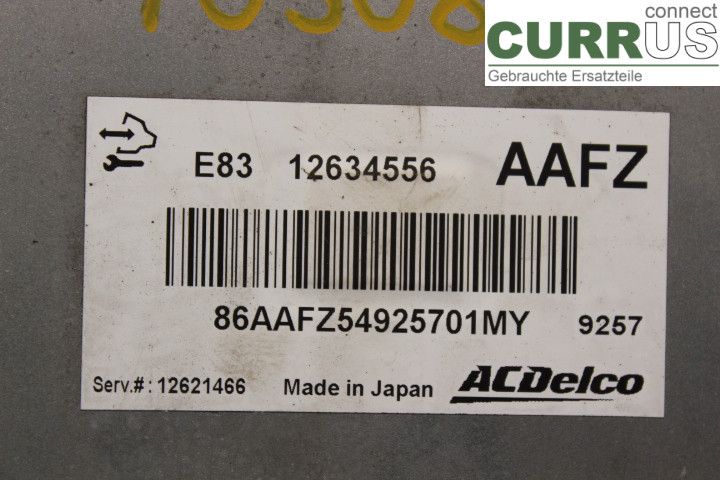 CURRUS
connect
Gebrauchte Ersatzteile
E83 12634556 AAFZ
86AAFZ54925701MY 9257
Serv.#: 12621466 Made in Japan ACDelco